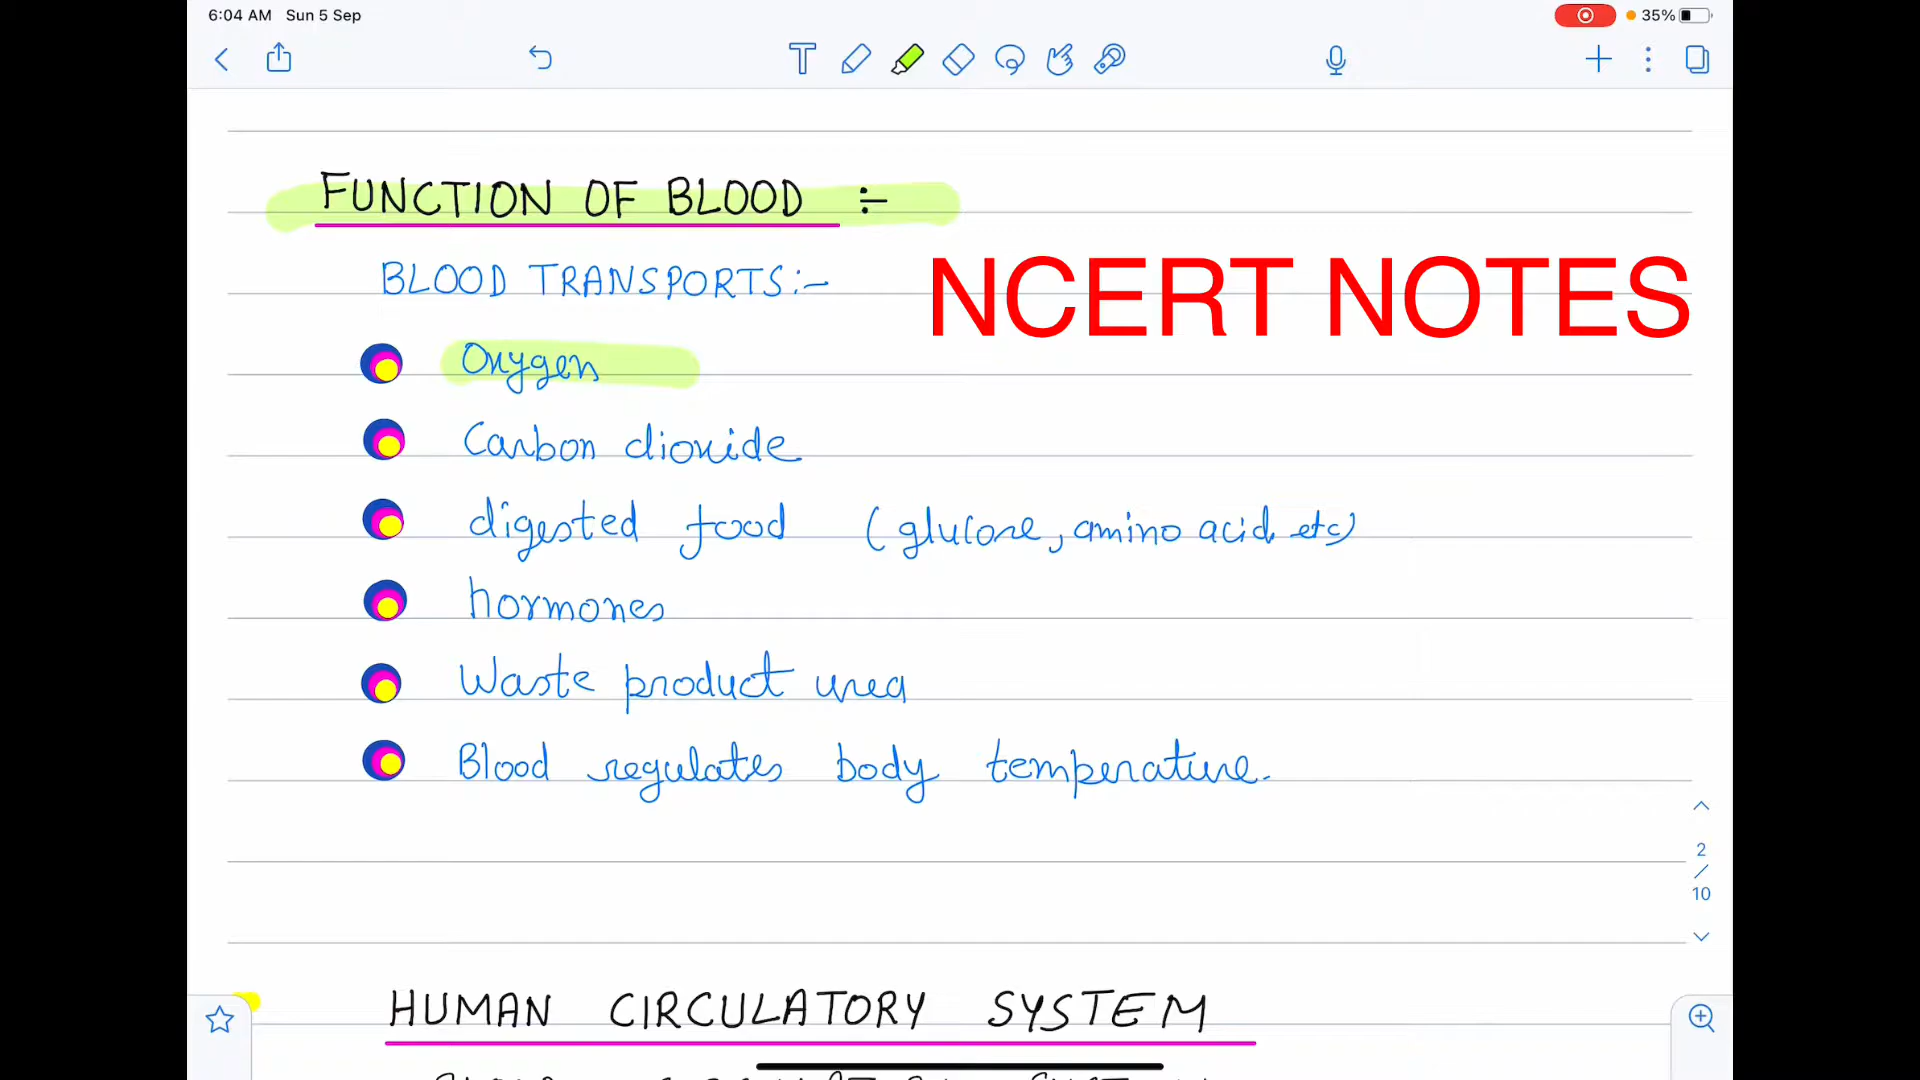 6:04 AM Sun 5 Sep
35%
FUNCTION OF BLOOD :-
BLOOD TRANSPORTS:-
NCERT NOTES
Oxygen
Carbon dioxide
digested food (glucose, amino acid etc)
hormones
Waste product urea
Blood regulates body temperature.
2
/
10
HUMAN CIRCULATORY SYSTEM